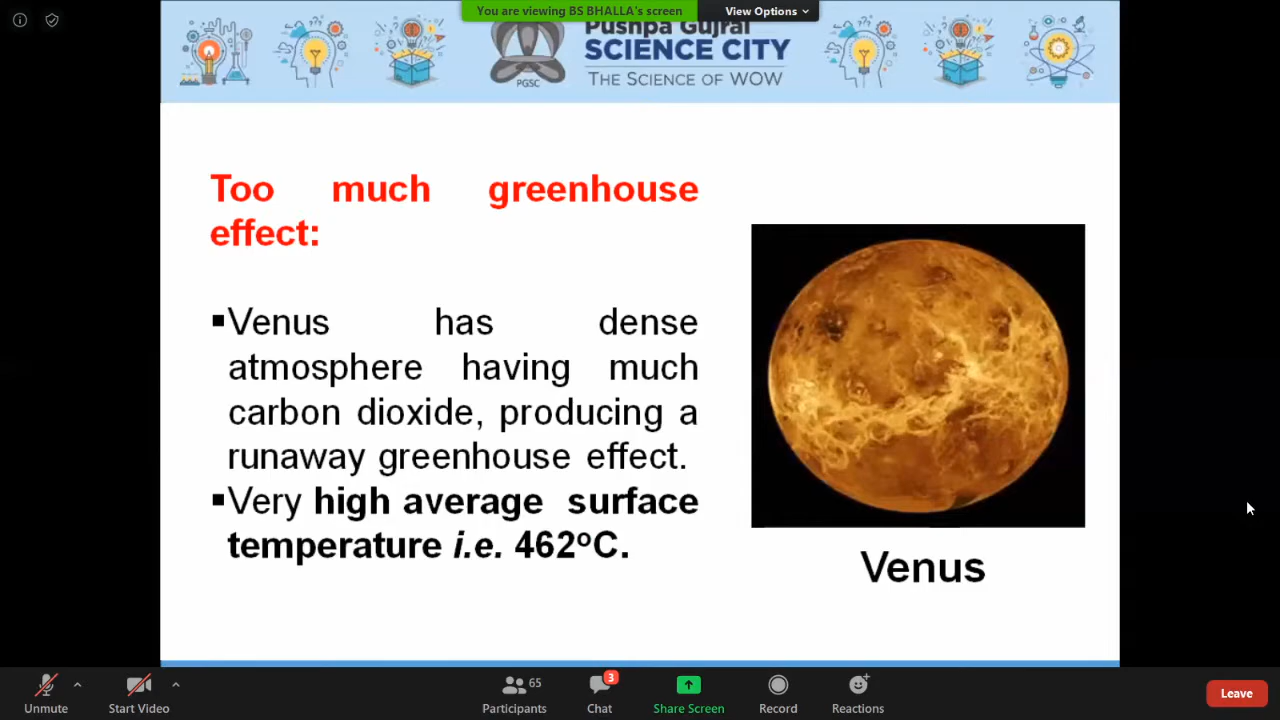 You are viewing BS BHALLA's screen View Options
Pushpa Gujral
SCIENCE CITY
THE SCIENCE OF WOW
PGSC
Too much greenhouse
effect:
▪Venus has dense
atmosphere having much
carbon dioxide, producing a
runaway greenhouse effect.
▪Very high average surface
temperature i.e. 462ºC.
Venus
Unmute
Start Video
65
Participants
3
Chat
Share Screen
Record
Reactions
Leave